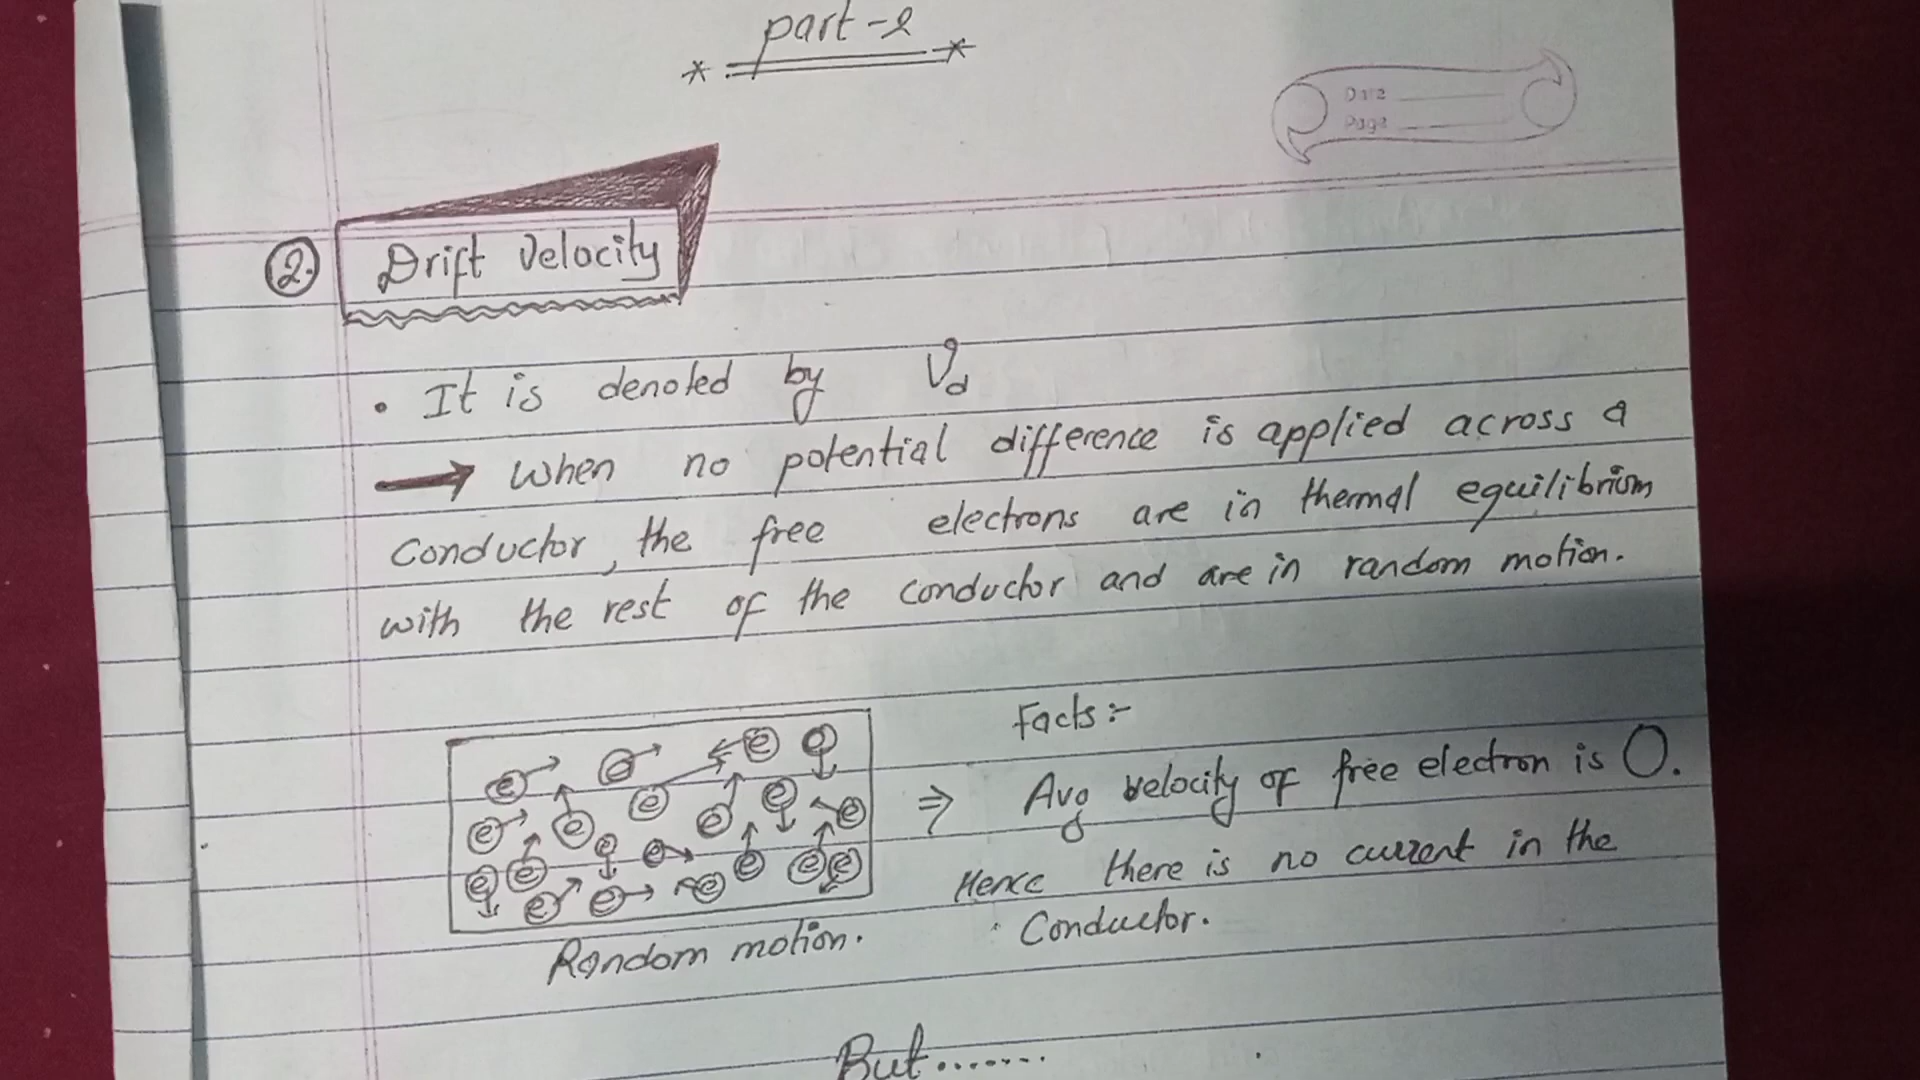 part-2
Date
Page
2. Drift Velocity
• It is denoted by Vd
→ When no potential difference is applied across a
conductor, the free electrons are in thermal equilibrium
with the rest of the conductor and are in random motion.
Facts:-
⇒ Avg velocity of free electron is 0.
Hence there is no current in the
Conductor.
e e e e
e e e e e e
e e e e e e e
e e e e
Random motion.
But.......